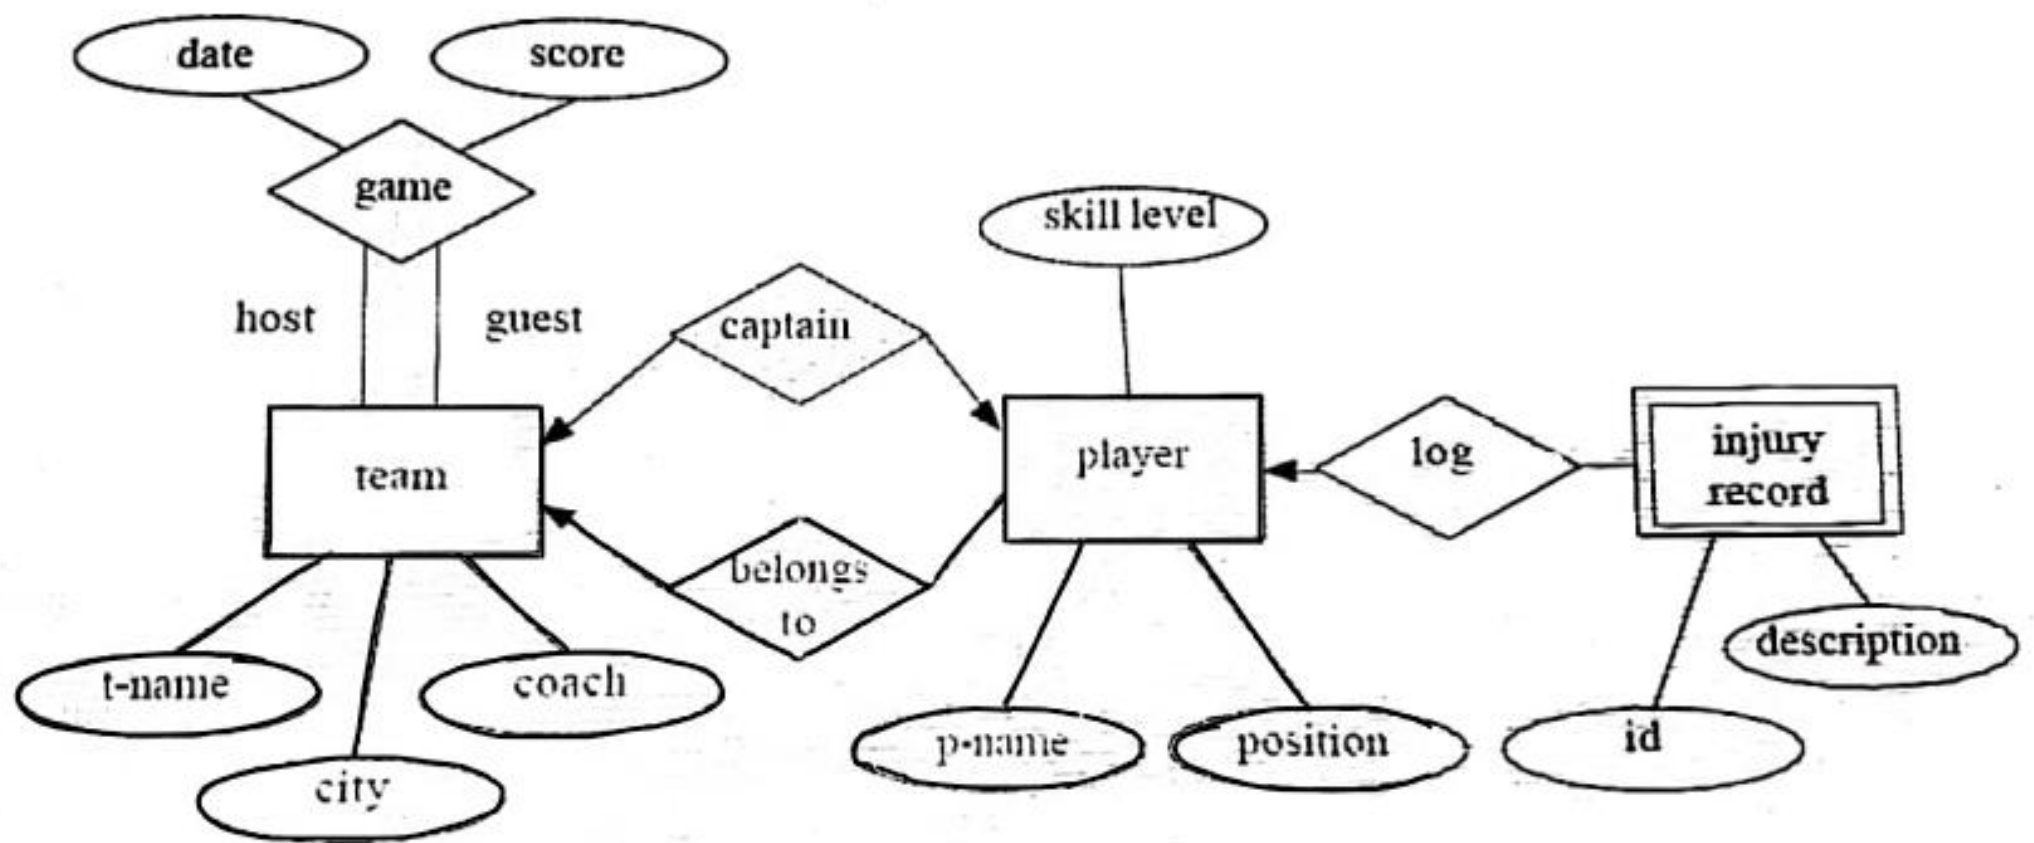 date
score
game
skill level
host
guest
captain
team
player
log
injury
record
belongs
to
t-name
coach
city
p-name
position
id
description